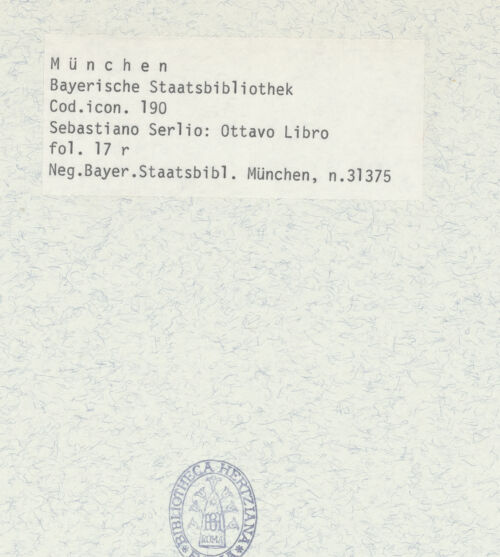 M ü n c h e n
Bayerische Staatsbibliothek
Cod.icon. 190
Sebastiano Serlio: Ottavo Libro
fol. 17 r
Neg.Bayer.Staatsbibl. München, n.31375
BIBLIOTHECA HERTZIANA
BH
ROMA